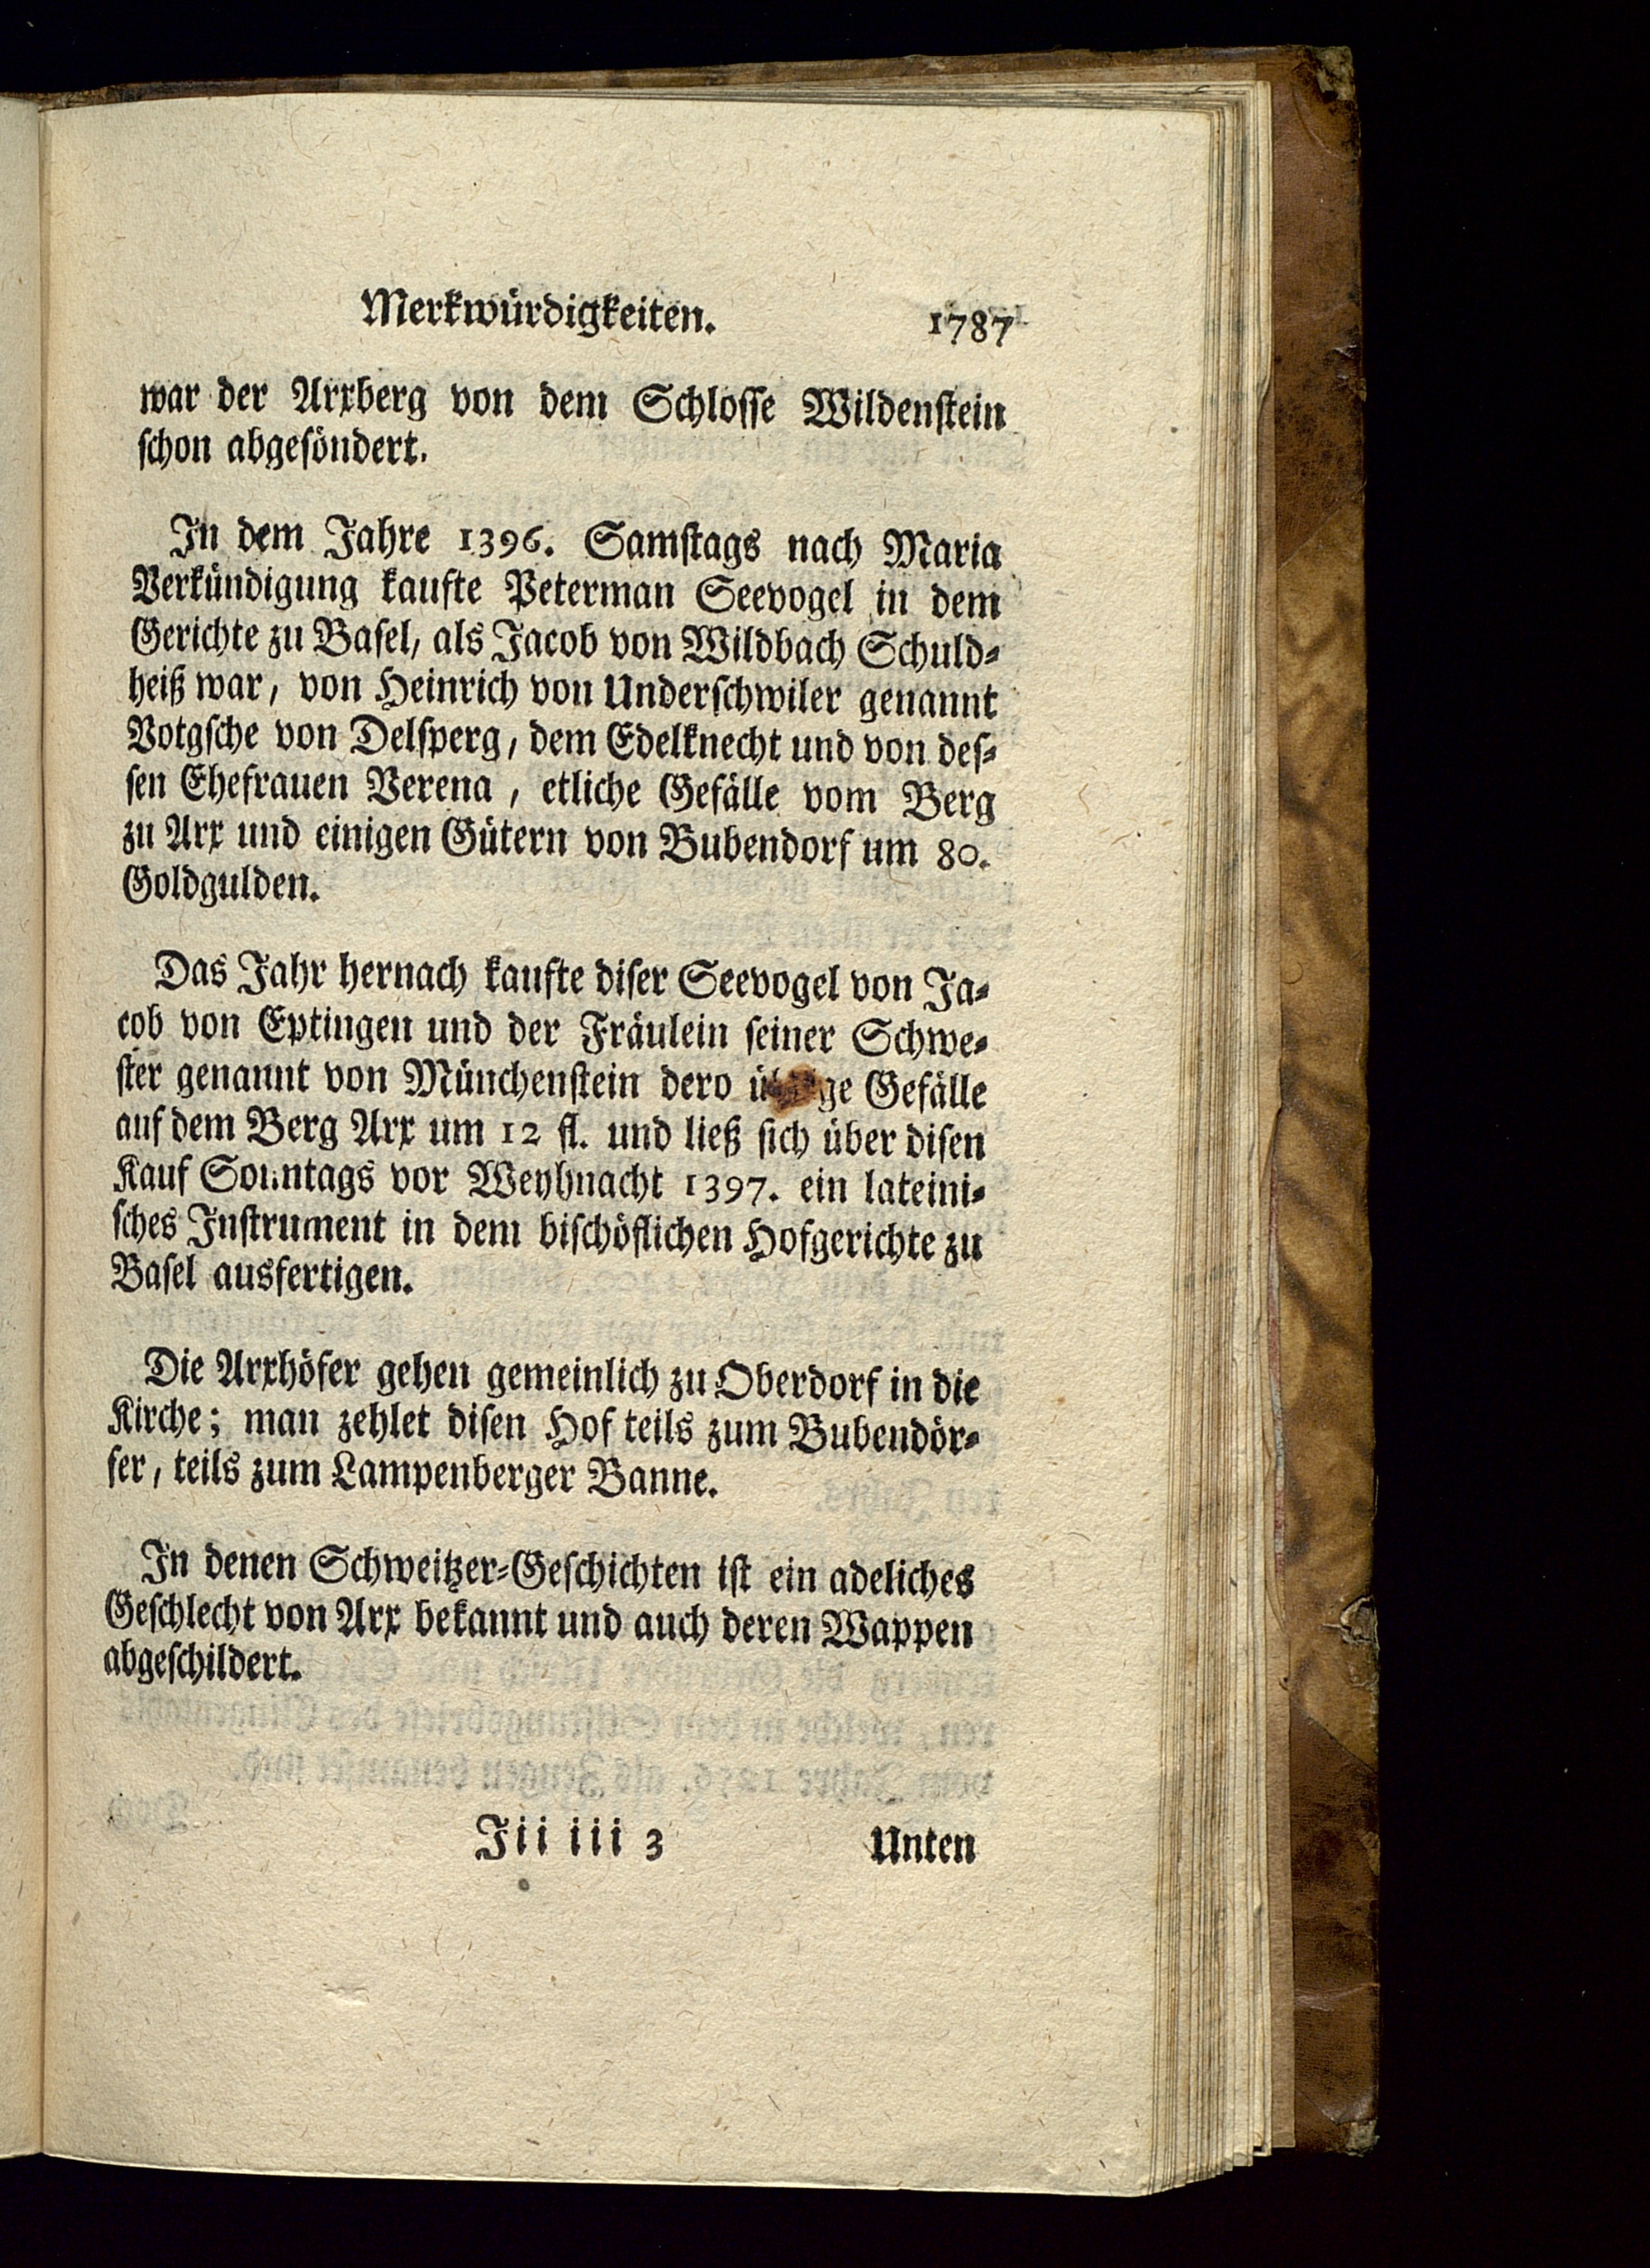 Merkwürdigkeiten. 1787
war der Arxberg von dem Schlosse Wildenstein
schon abgesöndert.
In dem Jahre 1396. Samstags nach Maria
Verkündigung kaufte Peterman Seevogel in dem
Gerichte zu Basel, als Jacob von Wildbach Schuld-
heiß war, von Heinrich von Underschwiler genannt
Votgsche von Delsperg, dem Edelknecht und von des-
sen Ehefrauen Verena, etliche Gefälle vom Berg
zu Arx und einigen Gütern von Bubendorf um 80.
Goldgulden.
Das Jahr hernach kaufte diser Seevogel von Ja-
cob von Eptingen und der Fräulein seiner Schwe-
ster genannt von Münchenstein dero übrige Gefälle
auf dem Berg Arx um 12 fl. und ließ sich über disen
Kauf Sonntags vor Weyhnacht 1397. ein lateini-
sches Instrument in dem bischöflichen Hofgerichte zu
Basel ausfertigen.
Die Arxhöfer gehen gemeinlich zu Oberdorf in die
Kirche; man zehlet disen Hof teils zum Bubendör-
fer, teils zum Lampenberger Banne.
In denen Schweitzer-Geschichten ist ein adeliches
Geschlecht von Arx bekannt und auch deren Wappen
abgeschildert.
Jii iii 3 Unten